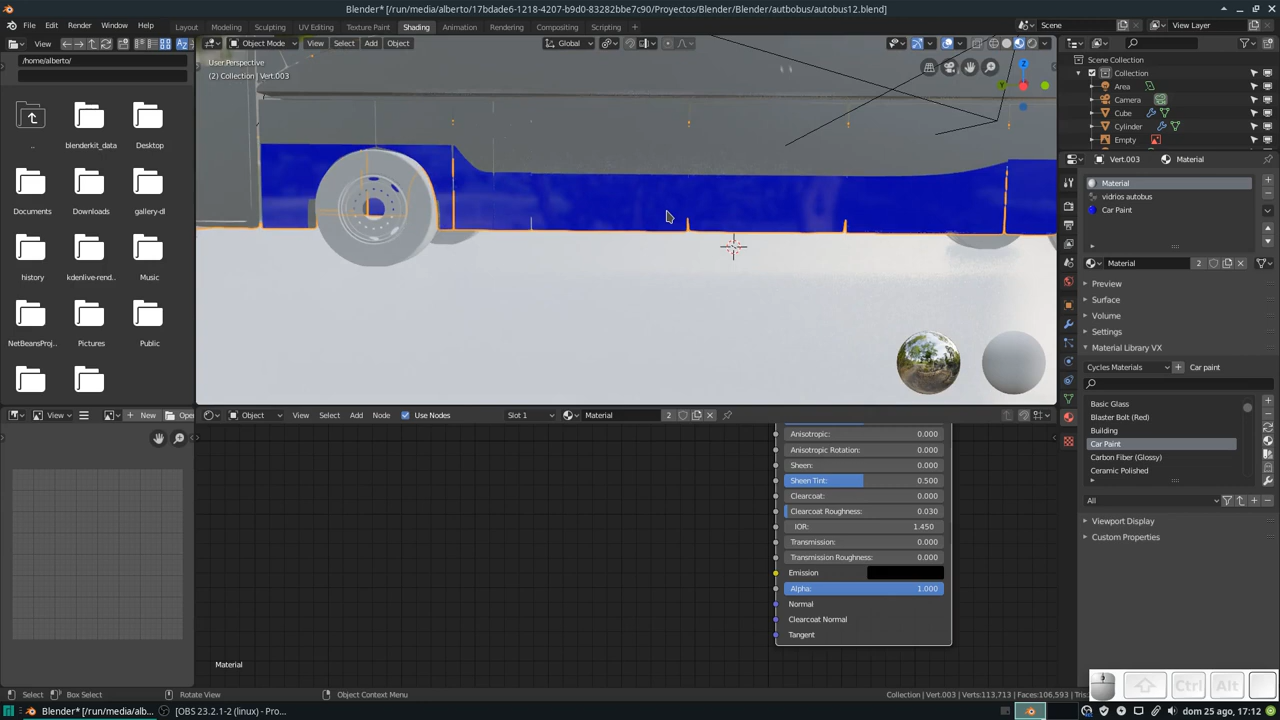 Blender* [/run/media/alberto/17bdade6-1218-4207-b9d0-83282bbe7c90/Proyectos/Blender/Blender/autbobus/autobus12.blend]
File Edit Render Window Help Layout Modeling Sculpting UV Editing Texture Paint Shading Animation Rendering Compositing Scripting Scene View Layer
View Object Mode View Select Add Object Global
/home/alberto/
User Perspective
(2) Collection | Vert.003
.. blenderkit_data Desktop
Documents Downloads gallery-dl
history kdenlive-rend... Music
NetBeansProj... Pictures Public
Scene Collection
Collection
Area
Camera
Cube
Cylinder
Empty
Vert.003 Material
Material
vidrios autobus
Car Paint
Material 2
Preview
Surface
Volume
Settings
Material Library VX
Cycles Materials Car paint
Basic Glass
Blaster Bolt (Red)
Building
Car Paint
Carbon Fiber (Glossy)
Ceramic Polished
All
Viewport Display
Custom Properties
View New Open
Object View Select Add Node Use Nodes Slot 1 Material 2
Anisotropic: 0.000
Anisotropic Rotation: 0.000
Sheen: 0.000
Sheen Tint: 0.500
Clearcoat: 0.000
Clearcoat Roughness: 0.030
IOR: 1.450
Transmission: 0.000
Transmission Roughness: 0.000
Emission
Alpha: 1.000
Normal
Clearcoat Normal
Tangent
Material
Ctrl Alt
Select Box Select Rotate View Object Context Menu Collection | Vert.003 | Verts:113,713 | Faces:106,593 | Tris:
Blender* [/run/media/alb... [OBS 23.2.1-2 (linux) - Pro... dom 25 ago, 17:12